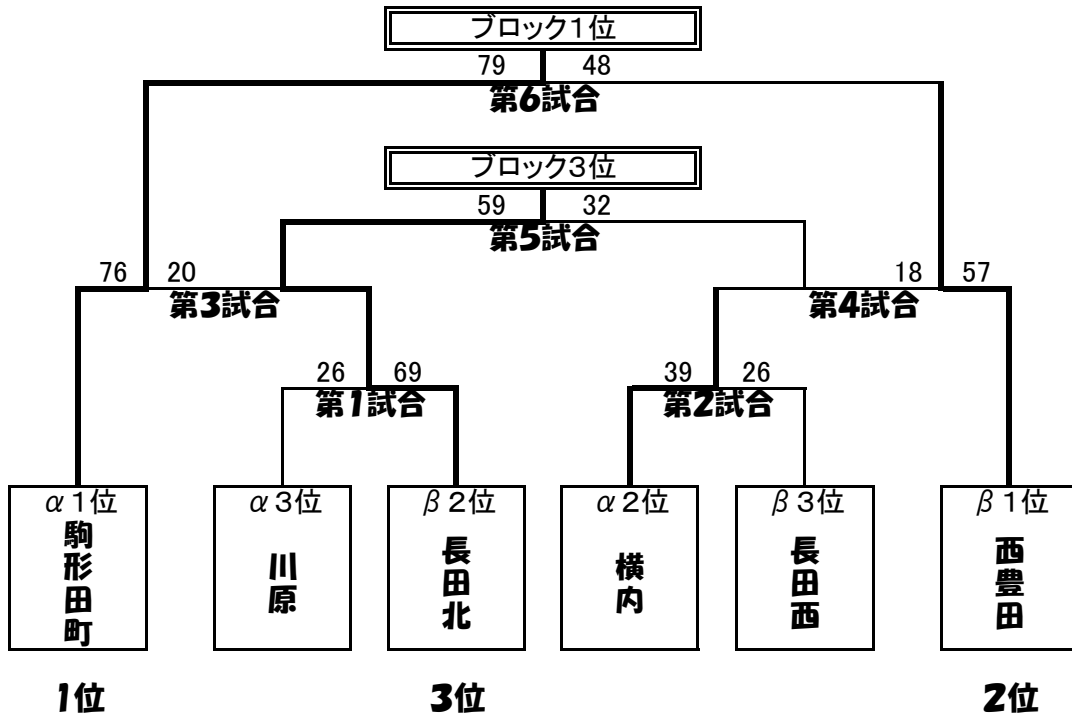 ブロック１位
79 48
第6試合
ブロック３位
59 32
第5試合
76 20
18 57
第3試合
第4試合
26 69
39 26
第1試合
第2試合
α１位
α３位
β２位
α２位
β３位
β１位
駒形田町
川原
長田北
横内
長田西
西豊田
1位
3位
2位